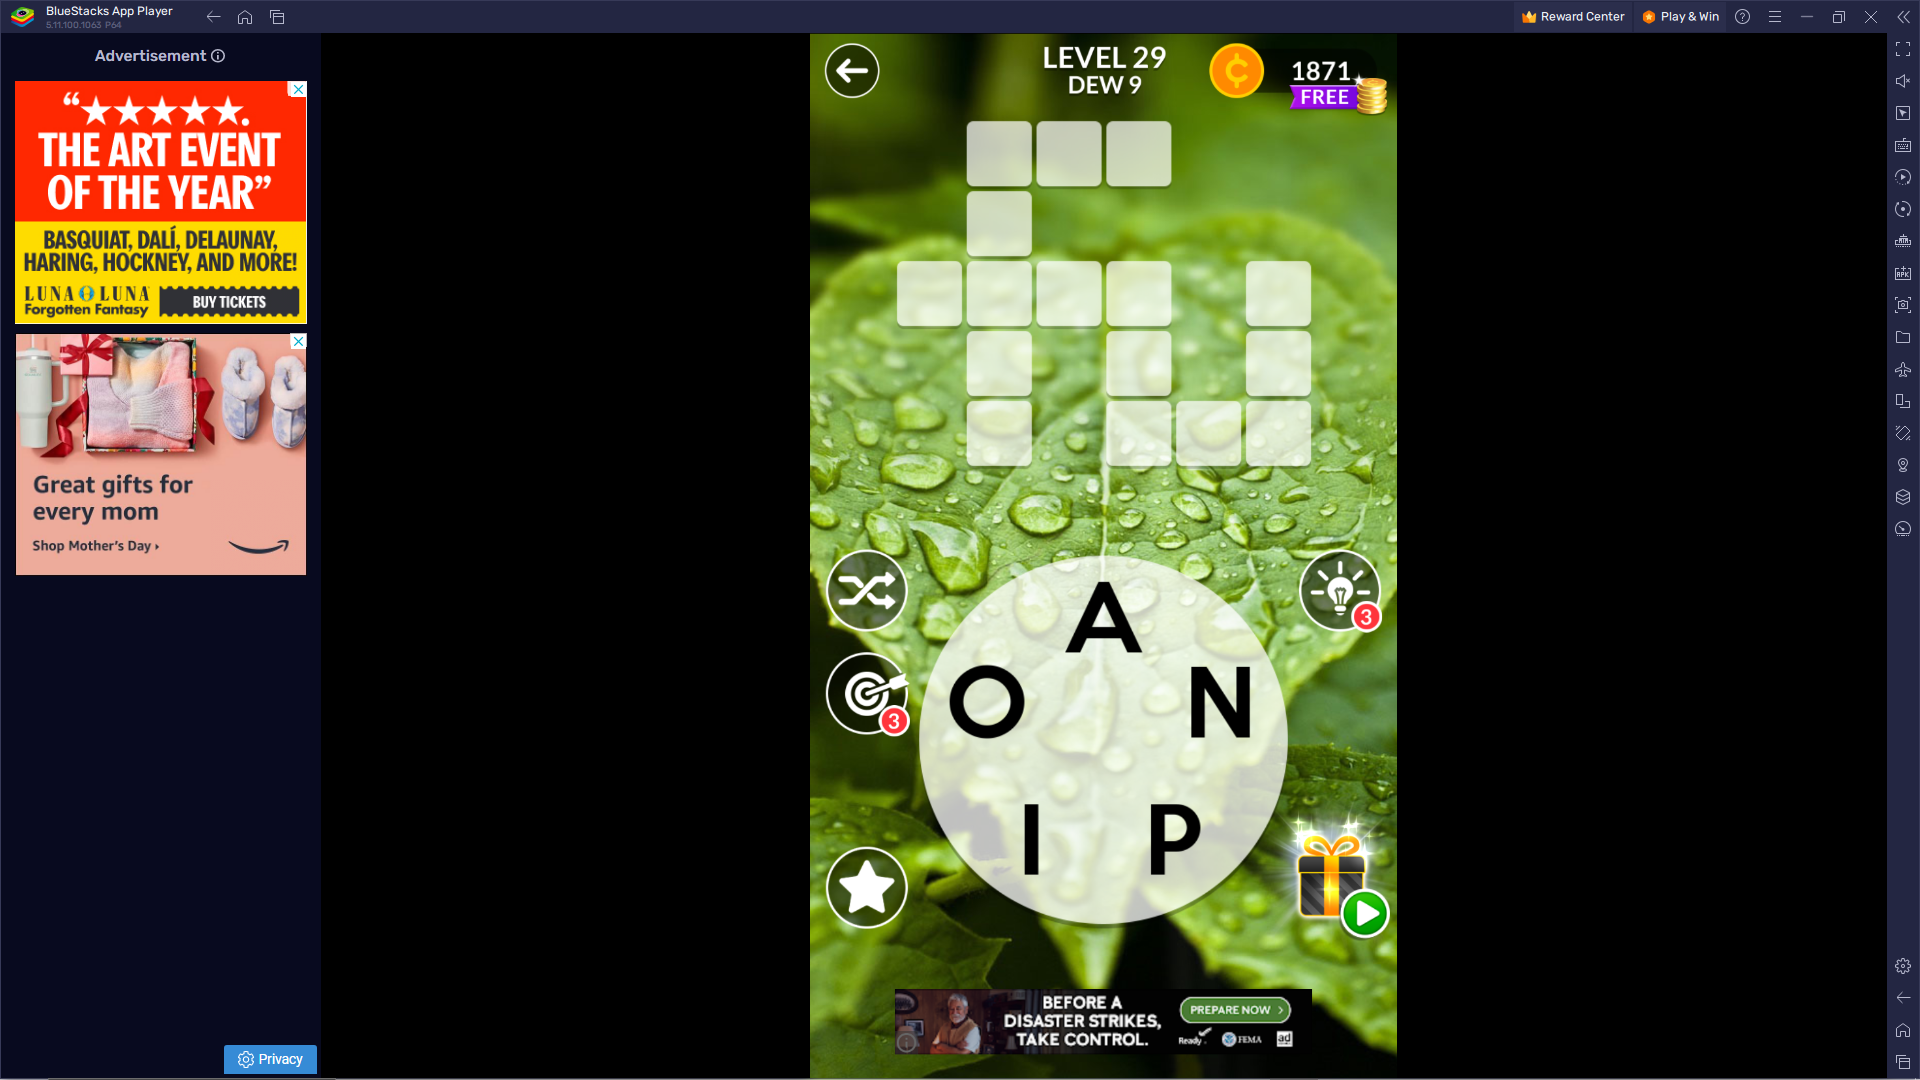 BlueStacks App Player
5.11.100.1063 P64
Reward Center
Play & Win
Advertisement
“★★★★★.
THE ART EVENT
OF THE YEAR”
BASQUIAT, DALÍ, DELAUNAY,
HARING, HOCKNEY, AND MORE!
LUNA LUNA
Forgotten Fantasy
BUY TICKETS
Great gifts for
every mom
Shop Mother's Day ›
Privacy
LEVEL 29
DEW 9
1871
FREE
3
3
A
O
N
I
P
BEFORE A
DISASTER STRIKES,
TAKE CONTROL.
PREPARE NOW >
Ready.
FEMA
ad
APK